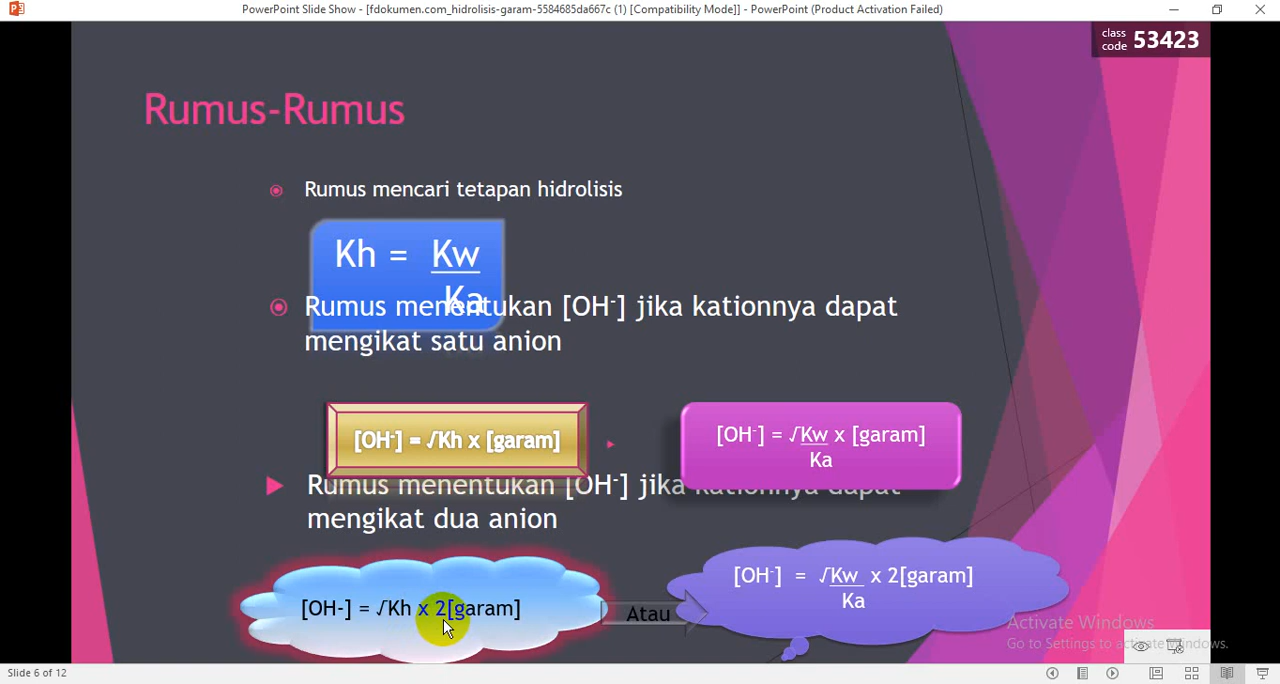 PowerPoint Slide Show - [fdokumen.com_hidrolisis-garam-5584685da667c (1) [Compatibility Mode]] - PowerPoint (Product Activation Failed)
class
code 53423
Rumus-Rumus
Rumus mencari tetapan hidrolisis
Kh = Kw
Ka
Rumus menentukan [OH-] jika kationnya dapat
mengikat satu anion
[OH-] = √Kh x [garam]
[OH-] = √Kw x [garam]
Ka
Rumus menentukan [OH-] jika kationnya dapat
mengikat dua anion
[OH-] = √Kh x 2[garam]
Atau
[OH-] = √Kw x 2[garam]
Ka
Activate Windows
Go to Settings to activate Windows.
Slide 6 of 12